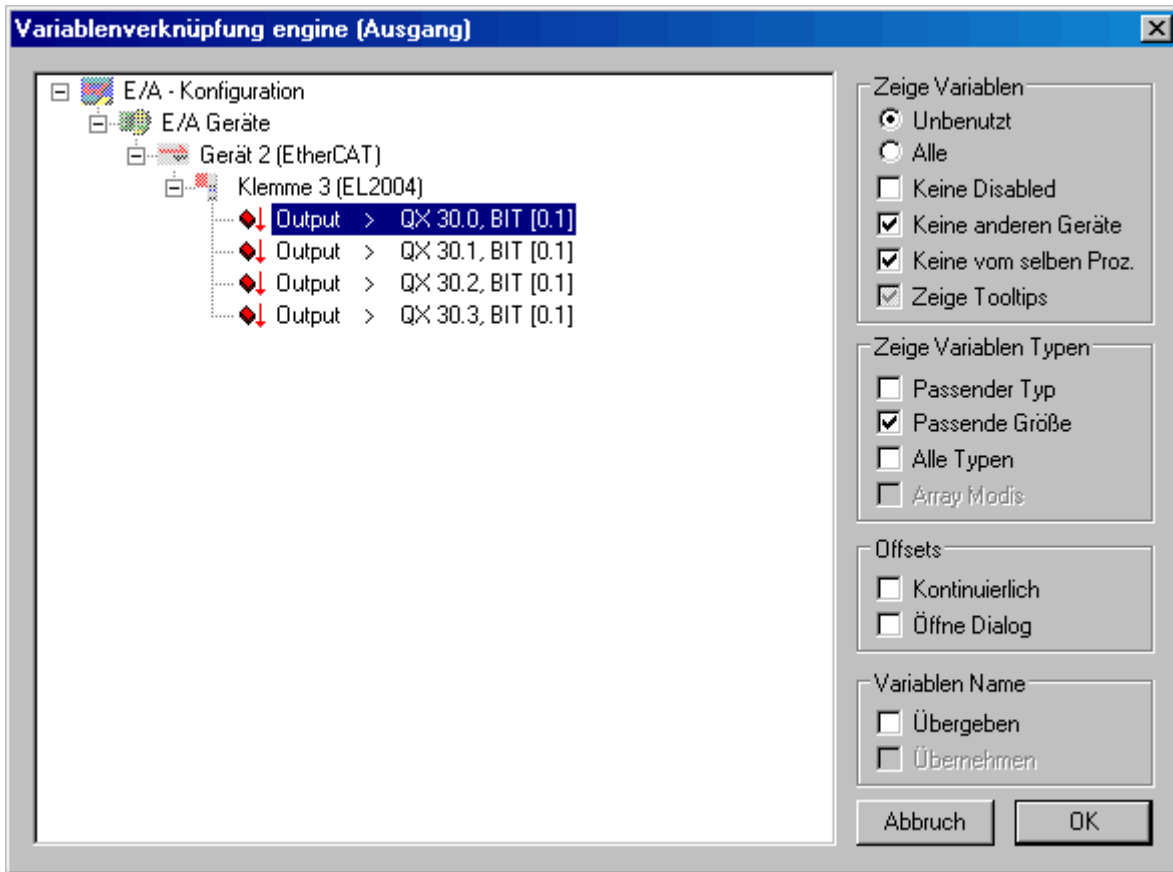 Variablenverknüpfung engine (Ausgang)
E/A - Konfiguration
E/A Geräte
Gerät 2 (EtherCAT)
Klemme 3 (EL2004)
Output > QX 30.0, BIT [0.1]
Output > QX 30.1, BIT [0.1]
Output > QX 30.2, BIT [0.1]
Output > QX 30.3, BIT [0.1]
Zeige Variablen
Unbenutzt
Alle
Keine Disabled
Keine anderen Geräte
Keine vom selben Proz.
Zeige Tooltips
Zeige Variablen Typen
Passender Typ
Passende Größe
Alle Typen
Array Modis
Offsets
Kontinuierlich
Öffne Dialog
Variablen Name
Übergeben
Übernehmen
Abbruch
OK